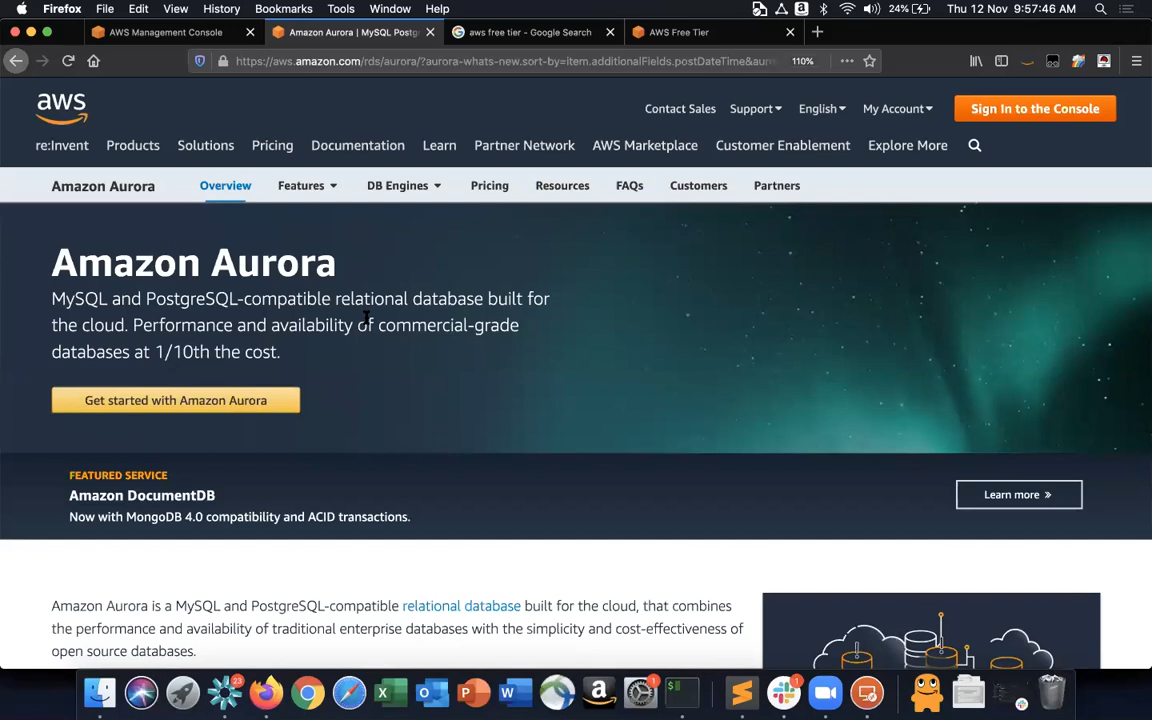 Firefox File Edit View History Bookmarks Tools Window Help 24% Thu 12 Nov 9:57:46 AM
AWS Management Console Amazon Aurora | MySQL Postg aws free tier - Google Search AWS Free Tier
https://aws.amazon.com/rds/aurora/?aurora-whats-new.sort-by=item.additionalFields.postDateTime&au 110%
aws Contact Sales Support English My Account Sign In to the Console
re:Invent Products Solutions Pricing Documentation Learn Partner Network AWS Marketplace Customer Enablement Explore More
Amazon Aurora Overview Features DB Engines Pricing Resources FAQs Customers Partners
Amazon Aurora
MySQL and PostgreSQL-compatible relational database built for
the cloud. Performance and availability of commercial-grade
databases at 1/10th the cost.
Get started with Amazon Aurora
FEATURED SERVICE
Amazon DocumentDB
Now with MongoDB 4.0 compatibility and ACID transactions.
Learn more »
Amazon Aurora is a MySQL and PostgreSQL-compatible relational database built for the cloud, that combines
the performance and availability of traditional enterprise databases with the simplicity and cost-effectiveness of
open source databases.
23 1 1